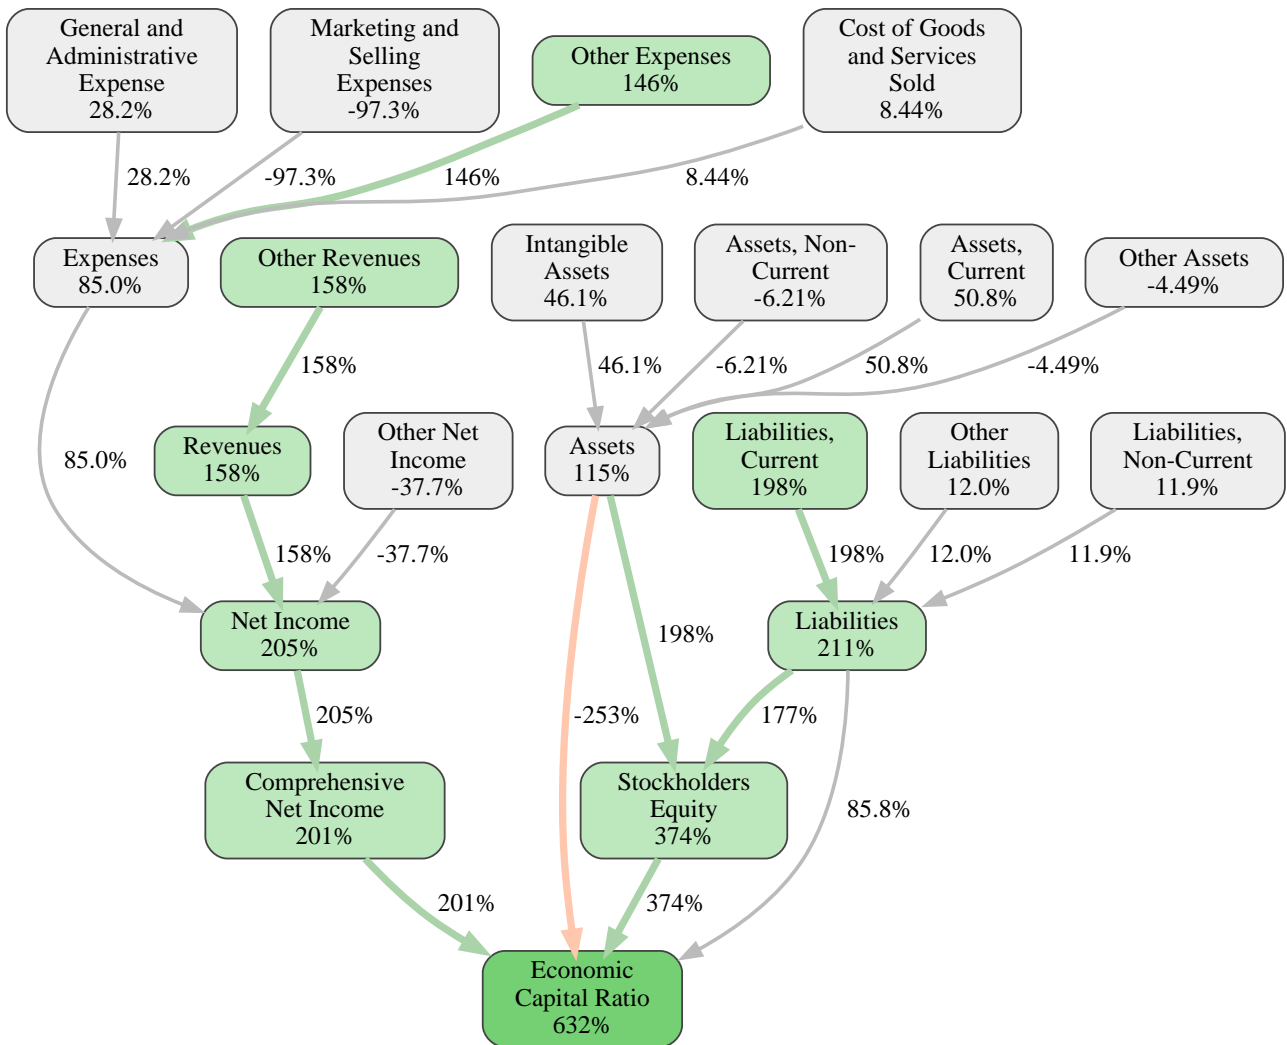 General and
Administrative
Expense
28.2%
Marketing and
Selling
Expenses
-97.3%
Other Expenses
146%
Cost of Goods
and Services
Sold
8.44%
28.2%
-97.3%
146%
8.44%
Expenses
85.0%
Other Revenues
158%
Intangible
Assets
46.1%
Assets, Non-
Current
-6.21%
Assets,
Current
50.8%
Other Assets
-4.49%
158%
46.1%
-6.21%
50.8%
-4.49%
85.0%
Revenues
158%
Other Net
Income
-37.7%
Assets
115%
Liabilities,
Current
198%
Other
Liabilities
12.0%
Liabilities,
Non-Current
11.9%
158%
-37.7%
198%
12.0%
11.9%
Net Income
205%
198%
Liabilities
211%
205%
-253%
177%
Comprehensive
Net Income
201%
Stockholders
Equity
374%
85.8%
201%
374%
Economic
Capital Ratio
632%